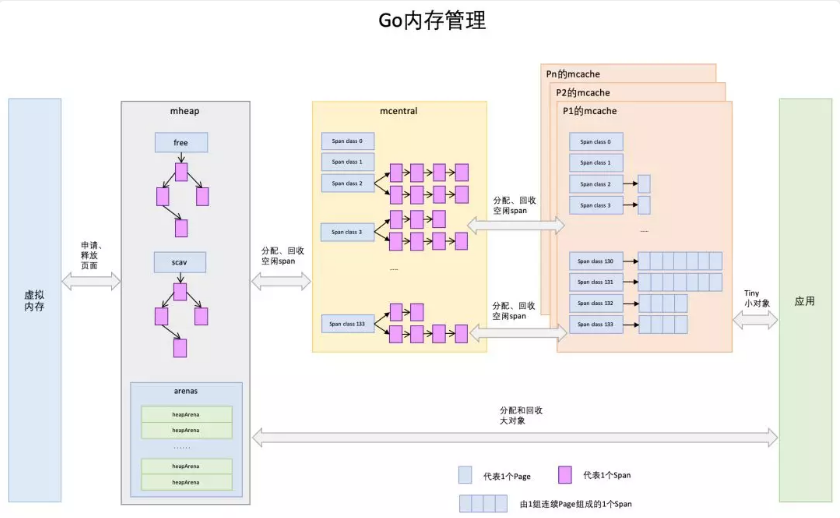 Go内存管理
虚拟
内存
申请、
释放
页面
mheap
free
scav
arenas
heapArena
heapArena
......
heapArena
heapArena
分配、回收
空闲span
mcentral
Span class 0
Span class 1
Span class 2
Span class 3
....
Span class 133
分配、回收
空闲span
分配、回收
空闲span
Pn的mcache
P2的mcache
P1的mcache
Span class 0
Span class 1
Span class 2
Span class 3
....
Span class 130
Span class 131
Span class 132
Span class 133
Tiny
小对象
应用
分配和回收
大对象
代表1个Page
代表1个Span
由1组连续Page组成的1个Span